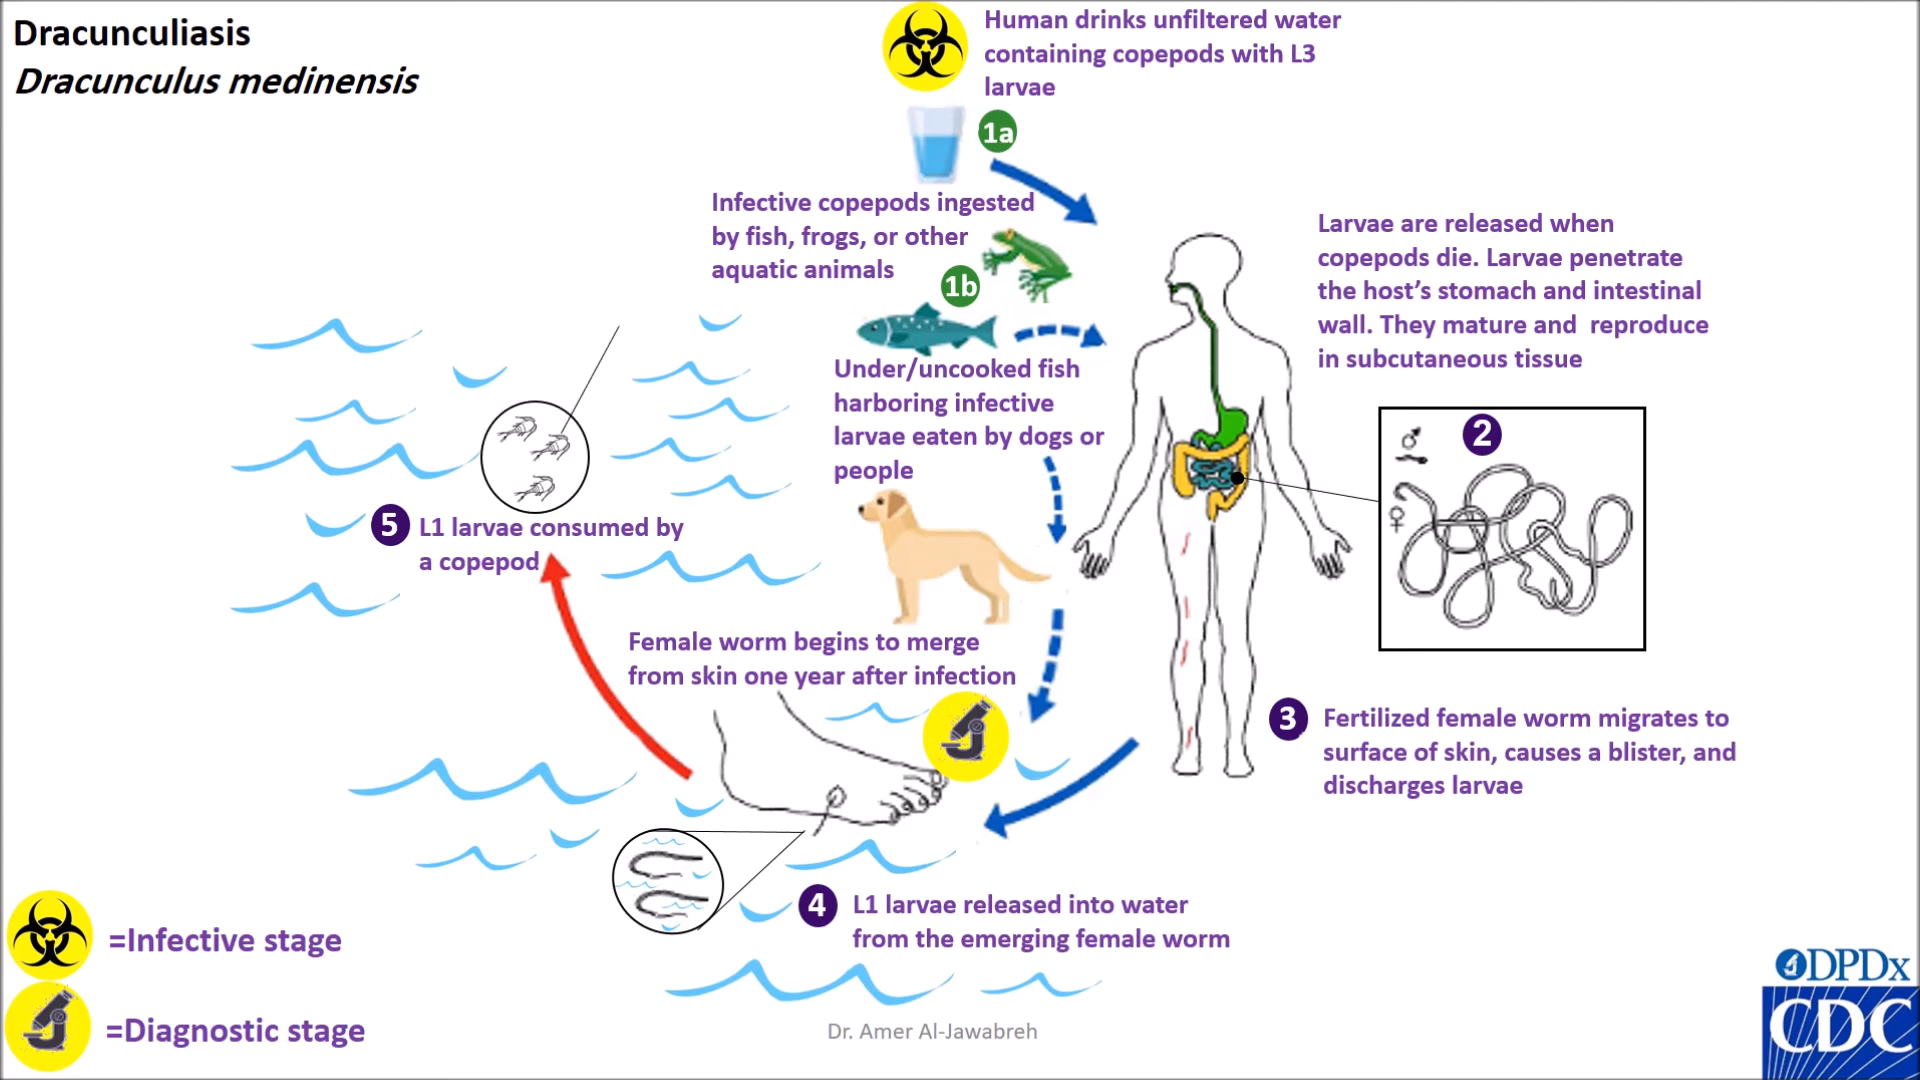 Dracunculiasis
Dracunculus medinensis
Human drinks unfiltered water
containing copepods with L3
larvae
1a
Infective copepods ingested
by fish, frogs, or other
aquatic animals
1b
Under/uncooked fish
harboring infective
larvae eaten by dogs or
people
Larvae are released when
copepods die. Larvae penetrate
the host's stomach and intestinal
wall. They mature and  reproduce
in subcutaneous tissue
♂
2
♀
5 L1 larvae consumed by
a copepod
Female worm begins to merge
from skin one year after infection
3 Fertilized female worm migrates to
surface of skin, causes a blister, and
discharges larvae
4 L1 larvae released into water
from the emerging female worm
=Infective stage
=Diagnostic stage
Dr. Amer Al-Jawabreh
DPDx
CDC